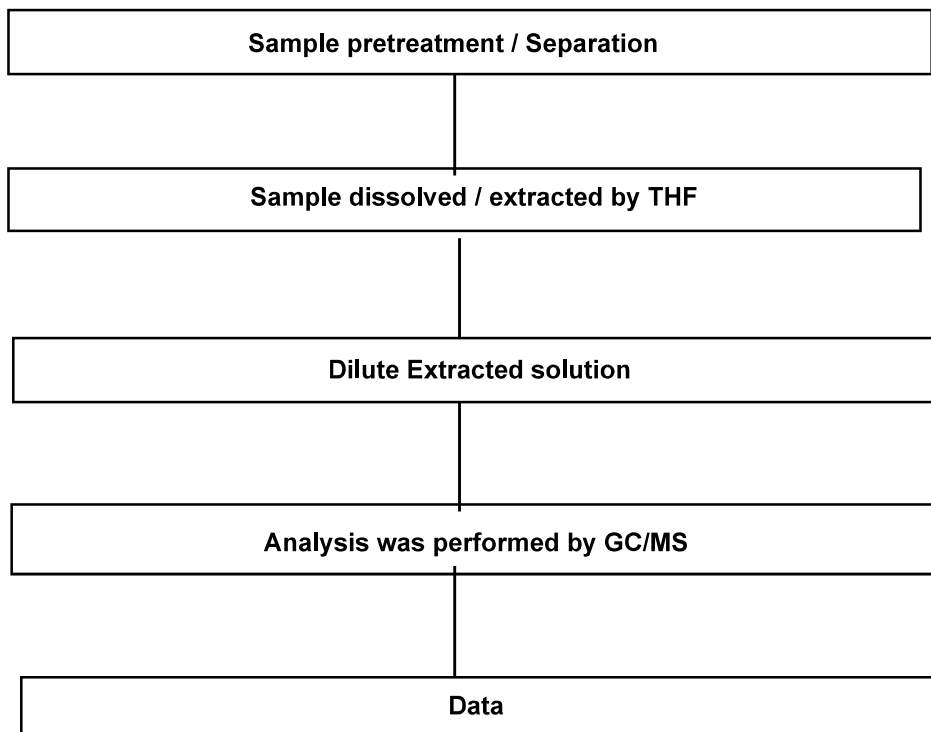 Sample pretreatment / Separation
Sample dissolved / extracted by THF
Dilute Extracted solution
Analysis was performed by GC/MS
Data